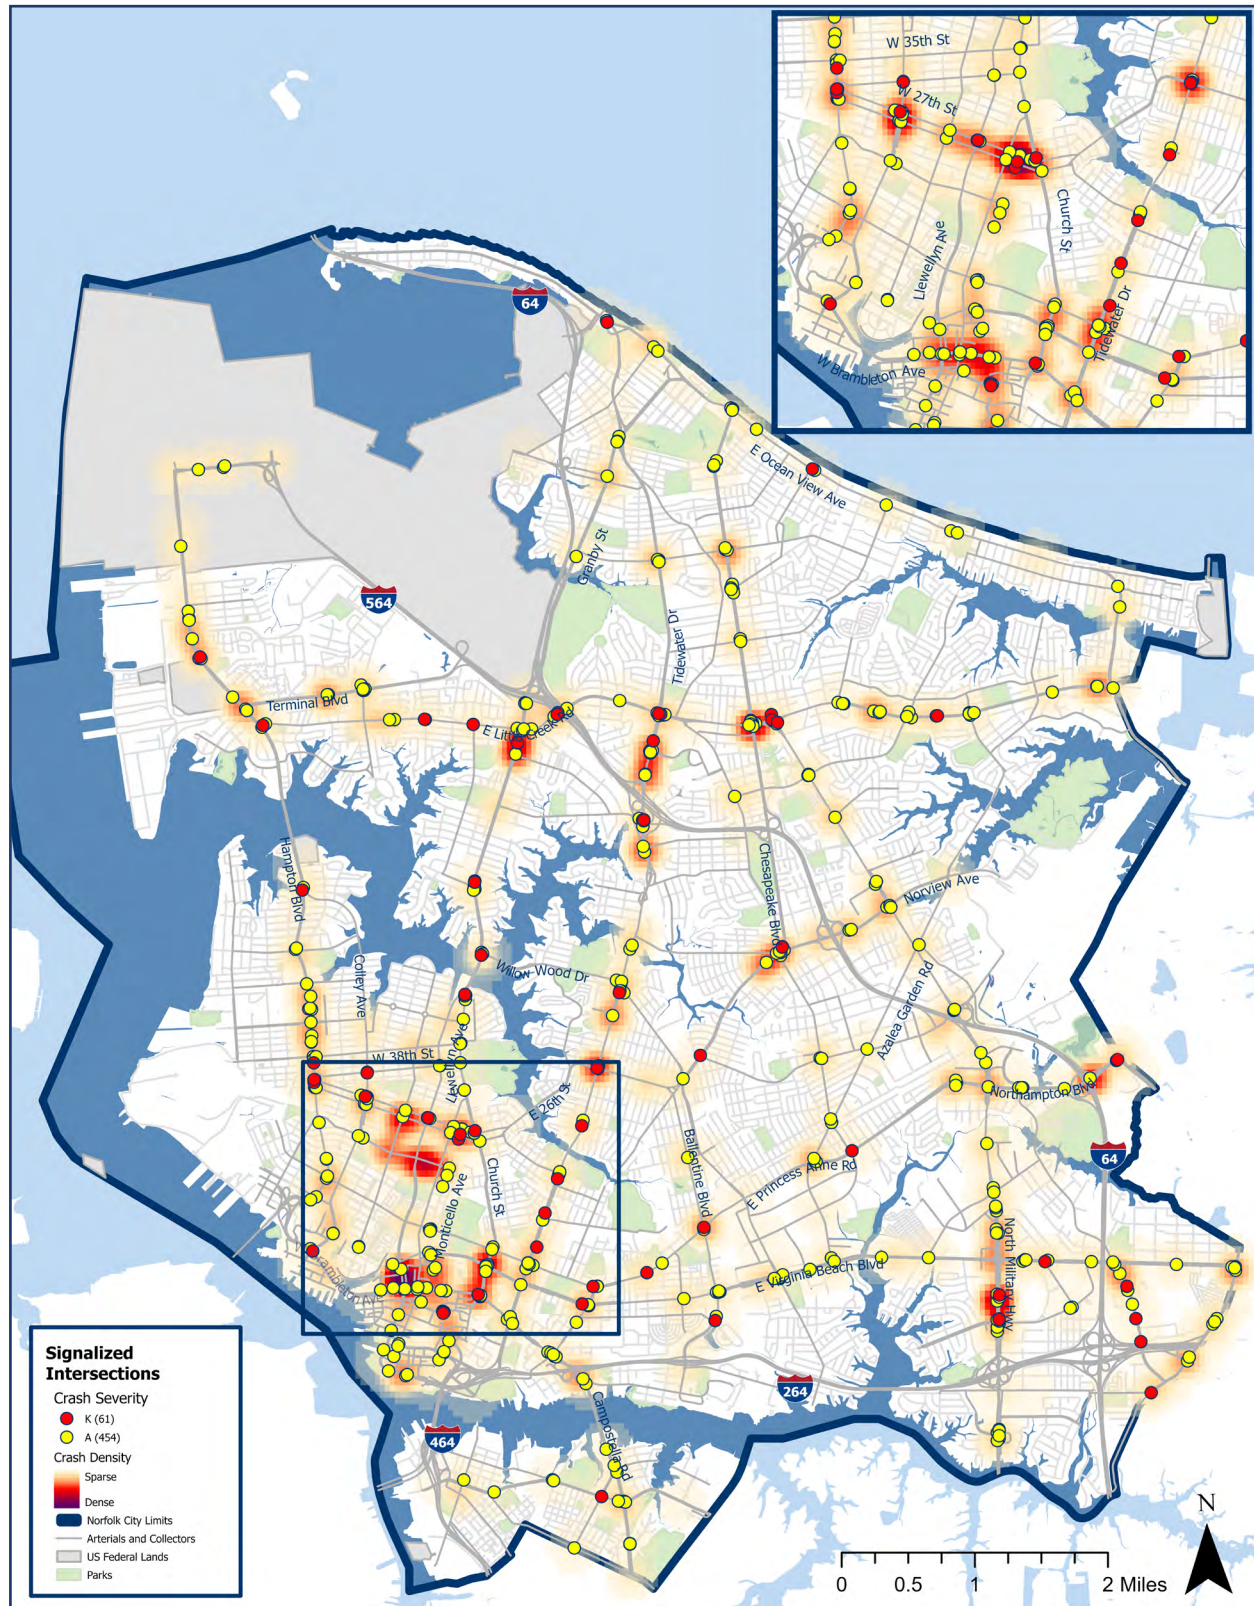 W 35th St
W 27th St
Church St
Llewellyn Ave
Tidewater Dr
W Brambleton Ave
64
E Ocean View Ave
Granby St
564
Tidewater Dr
Terminal Blvd
E Little Creek Rd
Hampton Blvd
Chesapeake Blvd
Norview Ave
Colley Ave
Willow Wood Dr
Azalea Garden Rd
W 38th St
Llewellyn Ave
E 26th St
Northampton Blvd
Ballentine Blvd
64
E Princess Anne Rd
Church St
Monticello Ave
North Military Hwy
E Virginia Beach Blvd
W Brambleton Ave
264
Campostella Rd
464
Signalized
Intersections
Crash Severity
K (61)
A (454)
Crash Density
Sparse
Dense
Norfolk City Limits
Arterials and Collectors
US Federal Lands
Parks
N
0 0.5 1 2 Miles